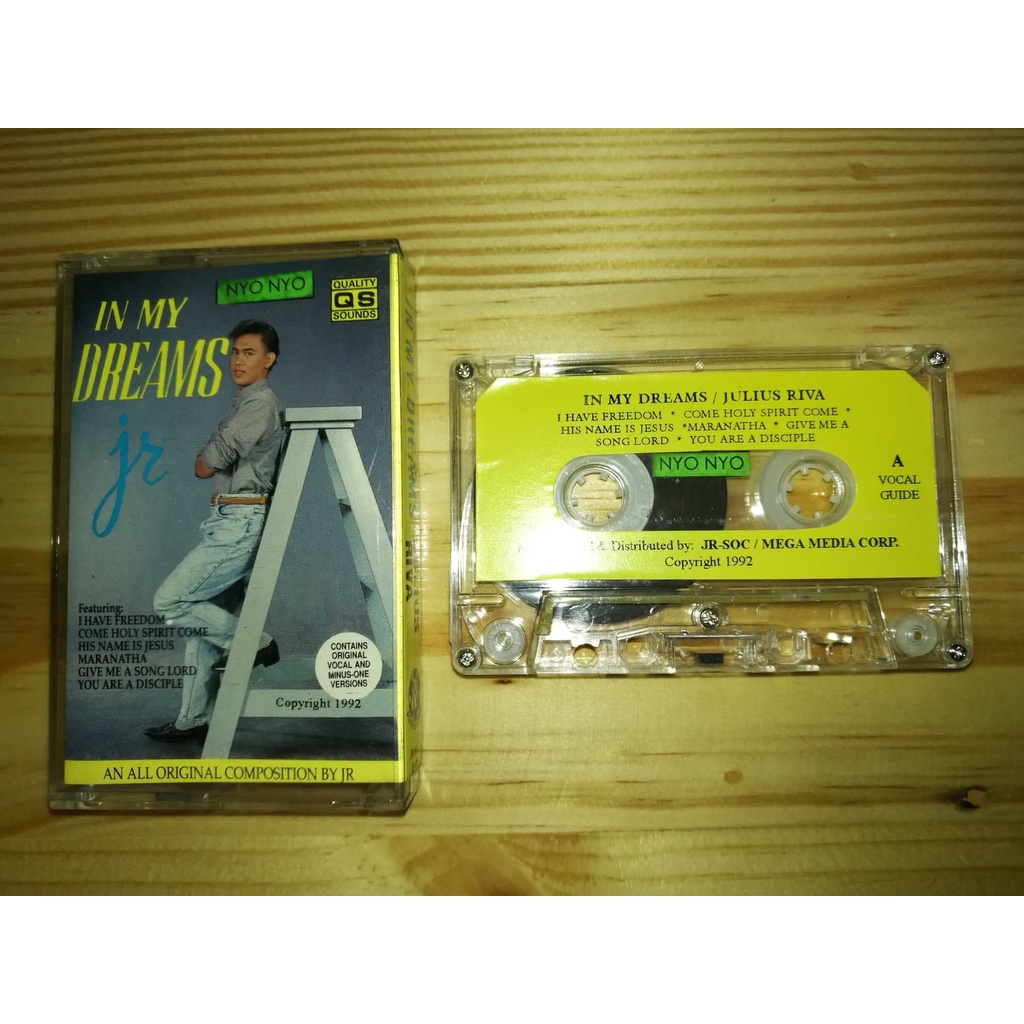 NYO NYO
QUALITY
QS
SOUNDS
IN MY
DREAMS
jr
Featuring:
I HAVE FREEDOM
COME HOLY SPIRIT COME
HIS NAME IS JESUS
MARANATHA
GIVE ME A SONG LORD
YOU ARE A DISCIPLE
CONTAINS
ORIGINAL
VOCAL AND
MINUS-ONE
VERSIONS
Copyright 1992
AN ALL ORIGINAL COMPOSITION BY JR
IN MY DREAMS RIVA
IN MY DREAMS / JULIUS RIVA
I HAVE FREEDOM * COME HOLY SPIRIT COME *
HIS NAME IS JESUS *MARANATHA * GIVE ME A
SONG LORD * YOU ARE A DISCIPLE
NYO NYO
A
VOCAL
GUIDE
& Distributed by: JR-SOC / MEGA MEDIA CORP.
Copyright 1992